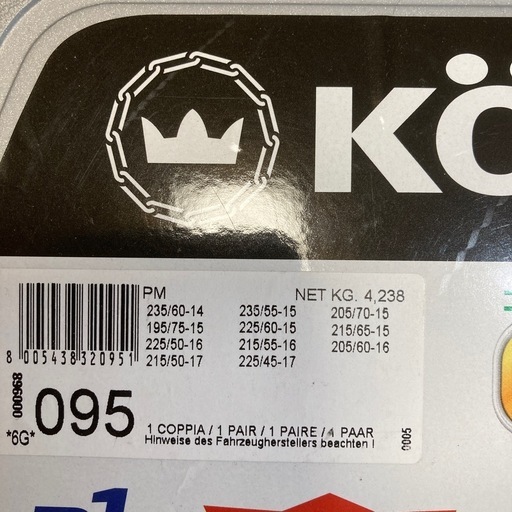 KÖ
PM NET KG. 4,238
235/60-14 235/55-15 205/70-15
195/75-15 225/60-15 215/65-15
225/50-16 215/55-16 205/60-16
215/50-17 225/45-17
8 005438 320951
000968
*6G* 095
1 COPPIA / 1 PAIR / 1 PAIRE / 1 PAAR
Hinweise des Fahrzeugherstellers beachten !
0005